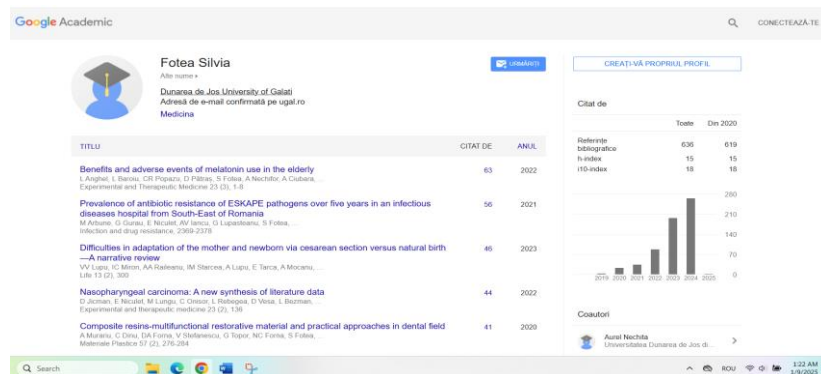 Google Academic
CONECTEAZĂ-TE
Fotea Silvia
Alte nume
Dunarea de Jos University of Galati
Adresă de e-mail confirmată pe ugal.ro
Medicina
URMĂRIȚI
TITLU CITAT DE ANUL
Benefits and adverse events of melatonin use in the elderly 63 2022
L Anghel, L Baroiu, CR Popazu, D Pătraș, S Fotea, A Nechifor, A Ciubara, ...
Experimental and Therapeutic Medicine 23 (3), 1-8
Prevalence of antibiotic resistance of ESKAPE pathogens over five years in an infectious 56 2021
diseases hospital from South-East of Romania
M Arbune, G Gurau, E Niculet, AV Iancu, G Lupasteanu, S Fotea, ...
Infection and drug resistance, 2369-2378
Difficulties in adaptation of the mother and newborn via cesarean section versus natural birth 46 2023
—A narrative review
VV Lupu, IC Miron, AA Raileanu, IM Starcea, A Lupu, E Tarca, A Mocanu, ...
Life 13 (2), 300
Nasopharyngeal carcinoma: A new synthesis of literature data 44 2022
D Jicman, E Niculet, M Lungu, C Onisor, L Rebegea, D Vesa, L Bezman, ...
Experimental and therapeutic medicine 23 (2), 136
Composite resins-multifunctional restorative material and practical approaches in dental field 41 2020
A Muranu, C Dinu, DA Forna, V Stefanescu, G Topor, NC Forna, S Fotea, ...
Materiale Plastice 57 (2), 276-284
CREAȚI-VĂ PROPRIUL PROFIL
Citat de
Toate Din 2020
Referințe bibliografice 636 619
h-index 15 15
i10-index 18 18
280
210
140
70
0
2019 2020 2021 2022 2023 2024 2025
Coautori
Aurel Nechita
Universitatea Dunarea de Jos di...
Search
ROU
1:22 AM
1/9/2025